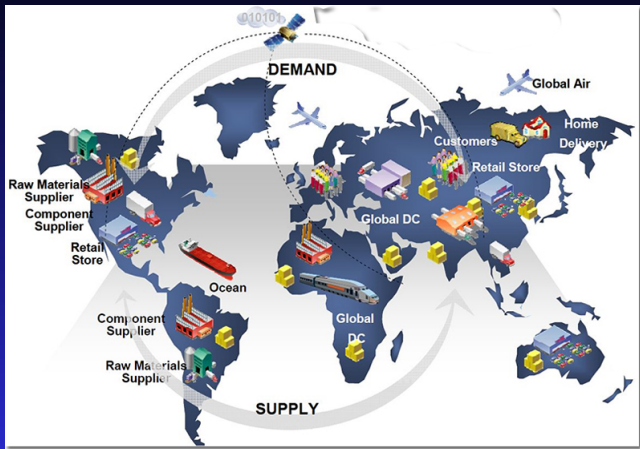 010101
DEMAND
Global Air
Home
Delivery
Customers
Retail Store
Raw Materials
Supplier
Component
Supplier
Retail
Store
Global DC
Ocean
Component
Supplier
Global
DC
Raw Materials
Supplier
SUPPLY